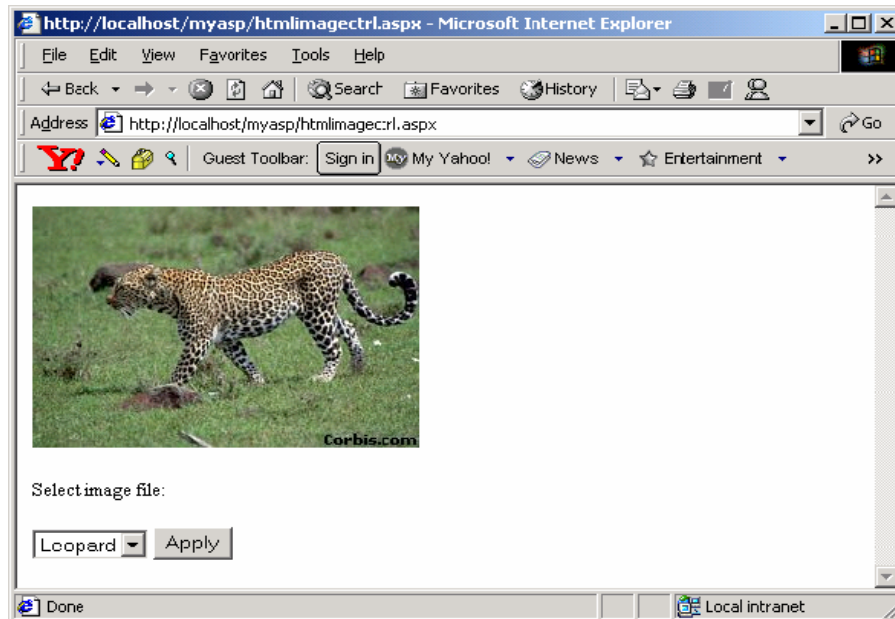 http://localhost/myasp/htmlimagectrl.aspx - Microsoft Internet Explorer
File Edit View Favorites Tools Help
Back Search Favorites History
Address http://localhost/myasp/htmlimagectrl.aspx Go
Y! Guest Toolbar: Sign in My My Yahoo! News Entertainment >>
Corbis.com
Select image file:
Leopard Apply
Done Local intranet